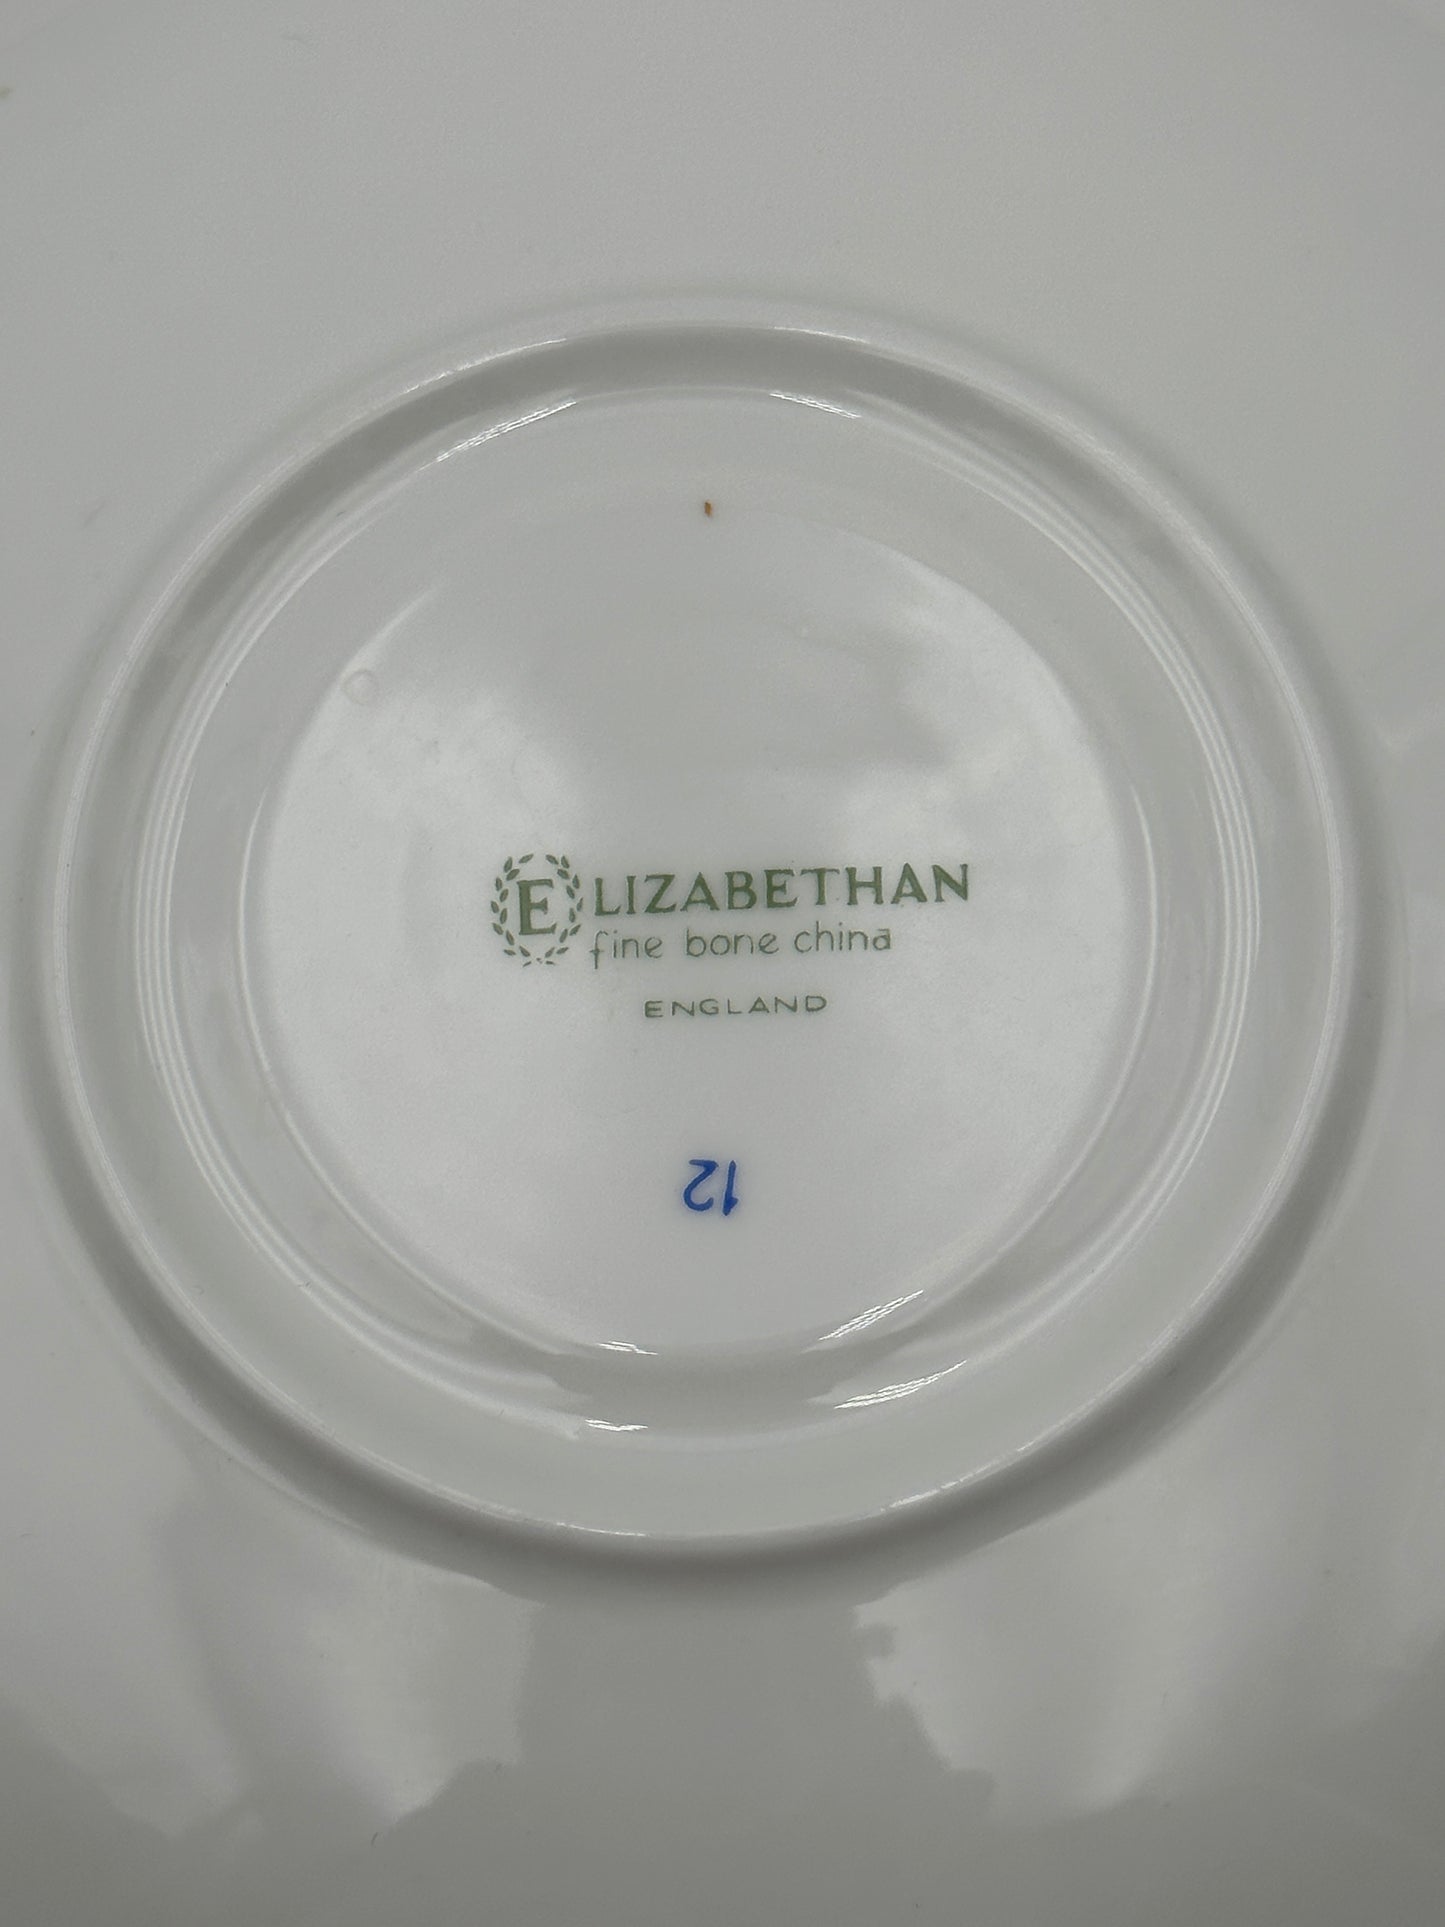 ELIZABETHAN
fine bone china
ENGLAND
12